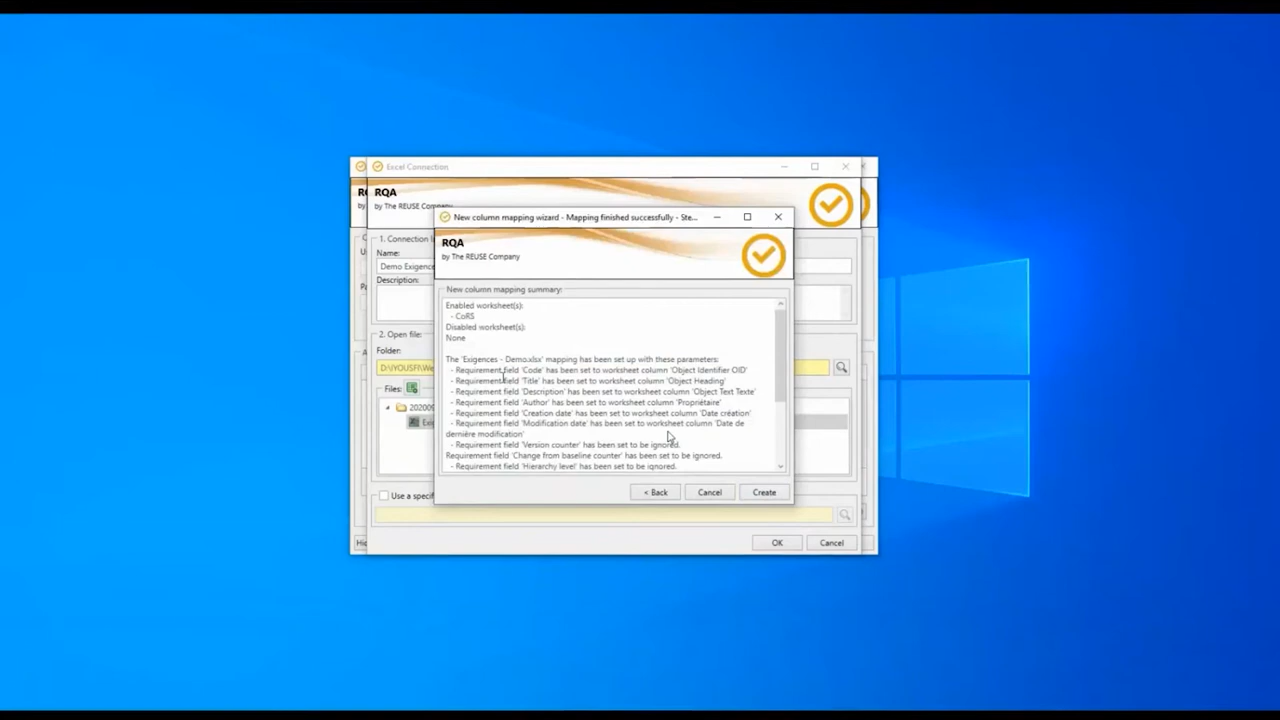 Excel Connection
RQA
by The REUSE Company
1. Connection
Name:
Demo Exigence
Description:
2. Open file:
Folder:
Files:
Use a specif
OK
Cancel
New column mapping wizard - Mapping finished successfully - Ste...
RQA
by The REUSE Company
New column mapping summary:
Enabled worksheet(s):
- CoRS
Disabled worksheet(s):
None
The 'Exigences - Demo.xlsx' mapping has been set up with these parameters:
- Requirement field 'Code' has been set to worksheet column 'Object Identifier OID'
- Requirement field 'Title' has been set to worksheet column 'Object Heading'
- Requirement field 'Description' has been set to worksheet column 'Object Text Texte'
- Requirement field 'Author' has been set to worksheet column 'Propriétaire'
- Requirement field 'Creation date' has been set to worksheet column 'Date création'
- Requirement field 'Modification date' has been set to worksheet column 'Date de
dernière modification'
- Requirement field 'Version counter' has been set to be ignored.
Requirement field 'Change from baseline counter' has been set to be ignored.
- Requirement field 'Hierarchy level' has been set to be ignored.
< Back
Cancel
Create